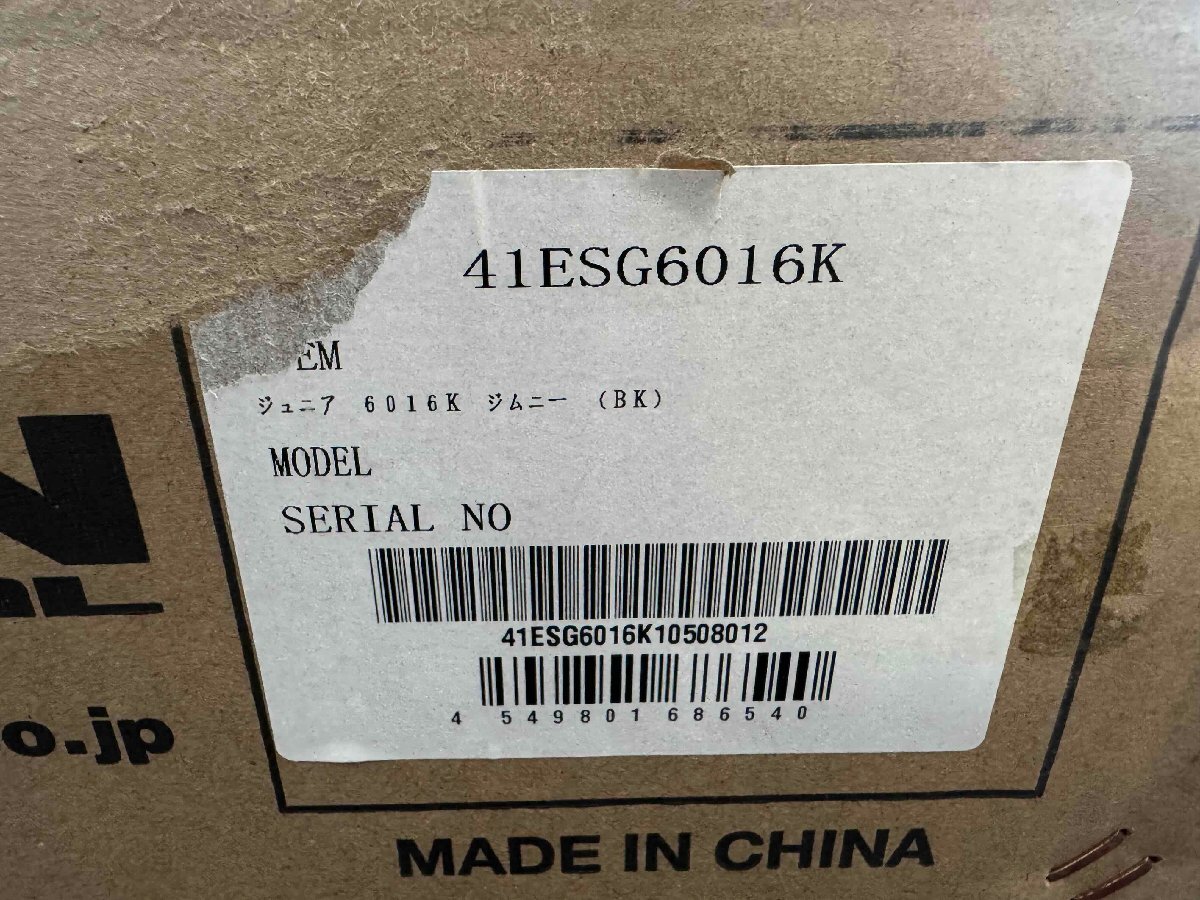 41ESG6016K
EM
ジュニア 6016K ジムニー (BK)
MODEL
SERIAL NO
41ESG6016K10508012
4 549801 686540
N
o.jp
MADE IN CHINA